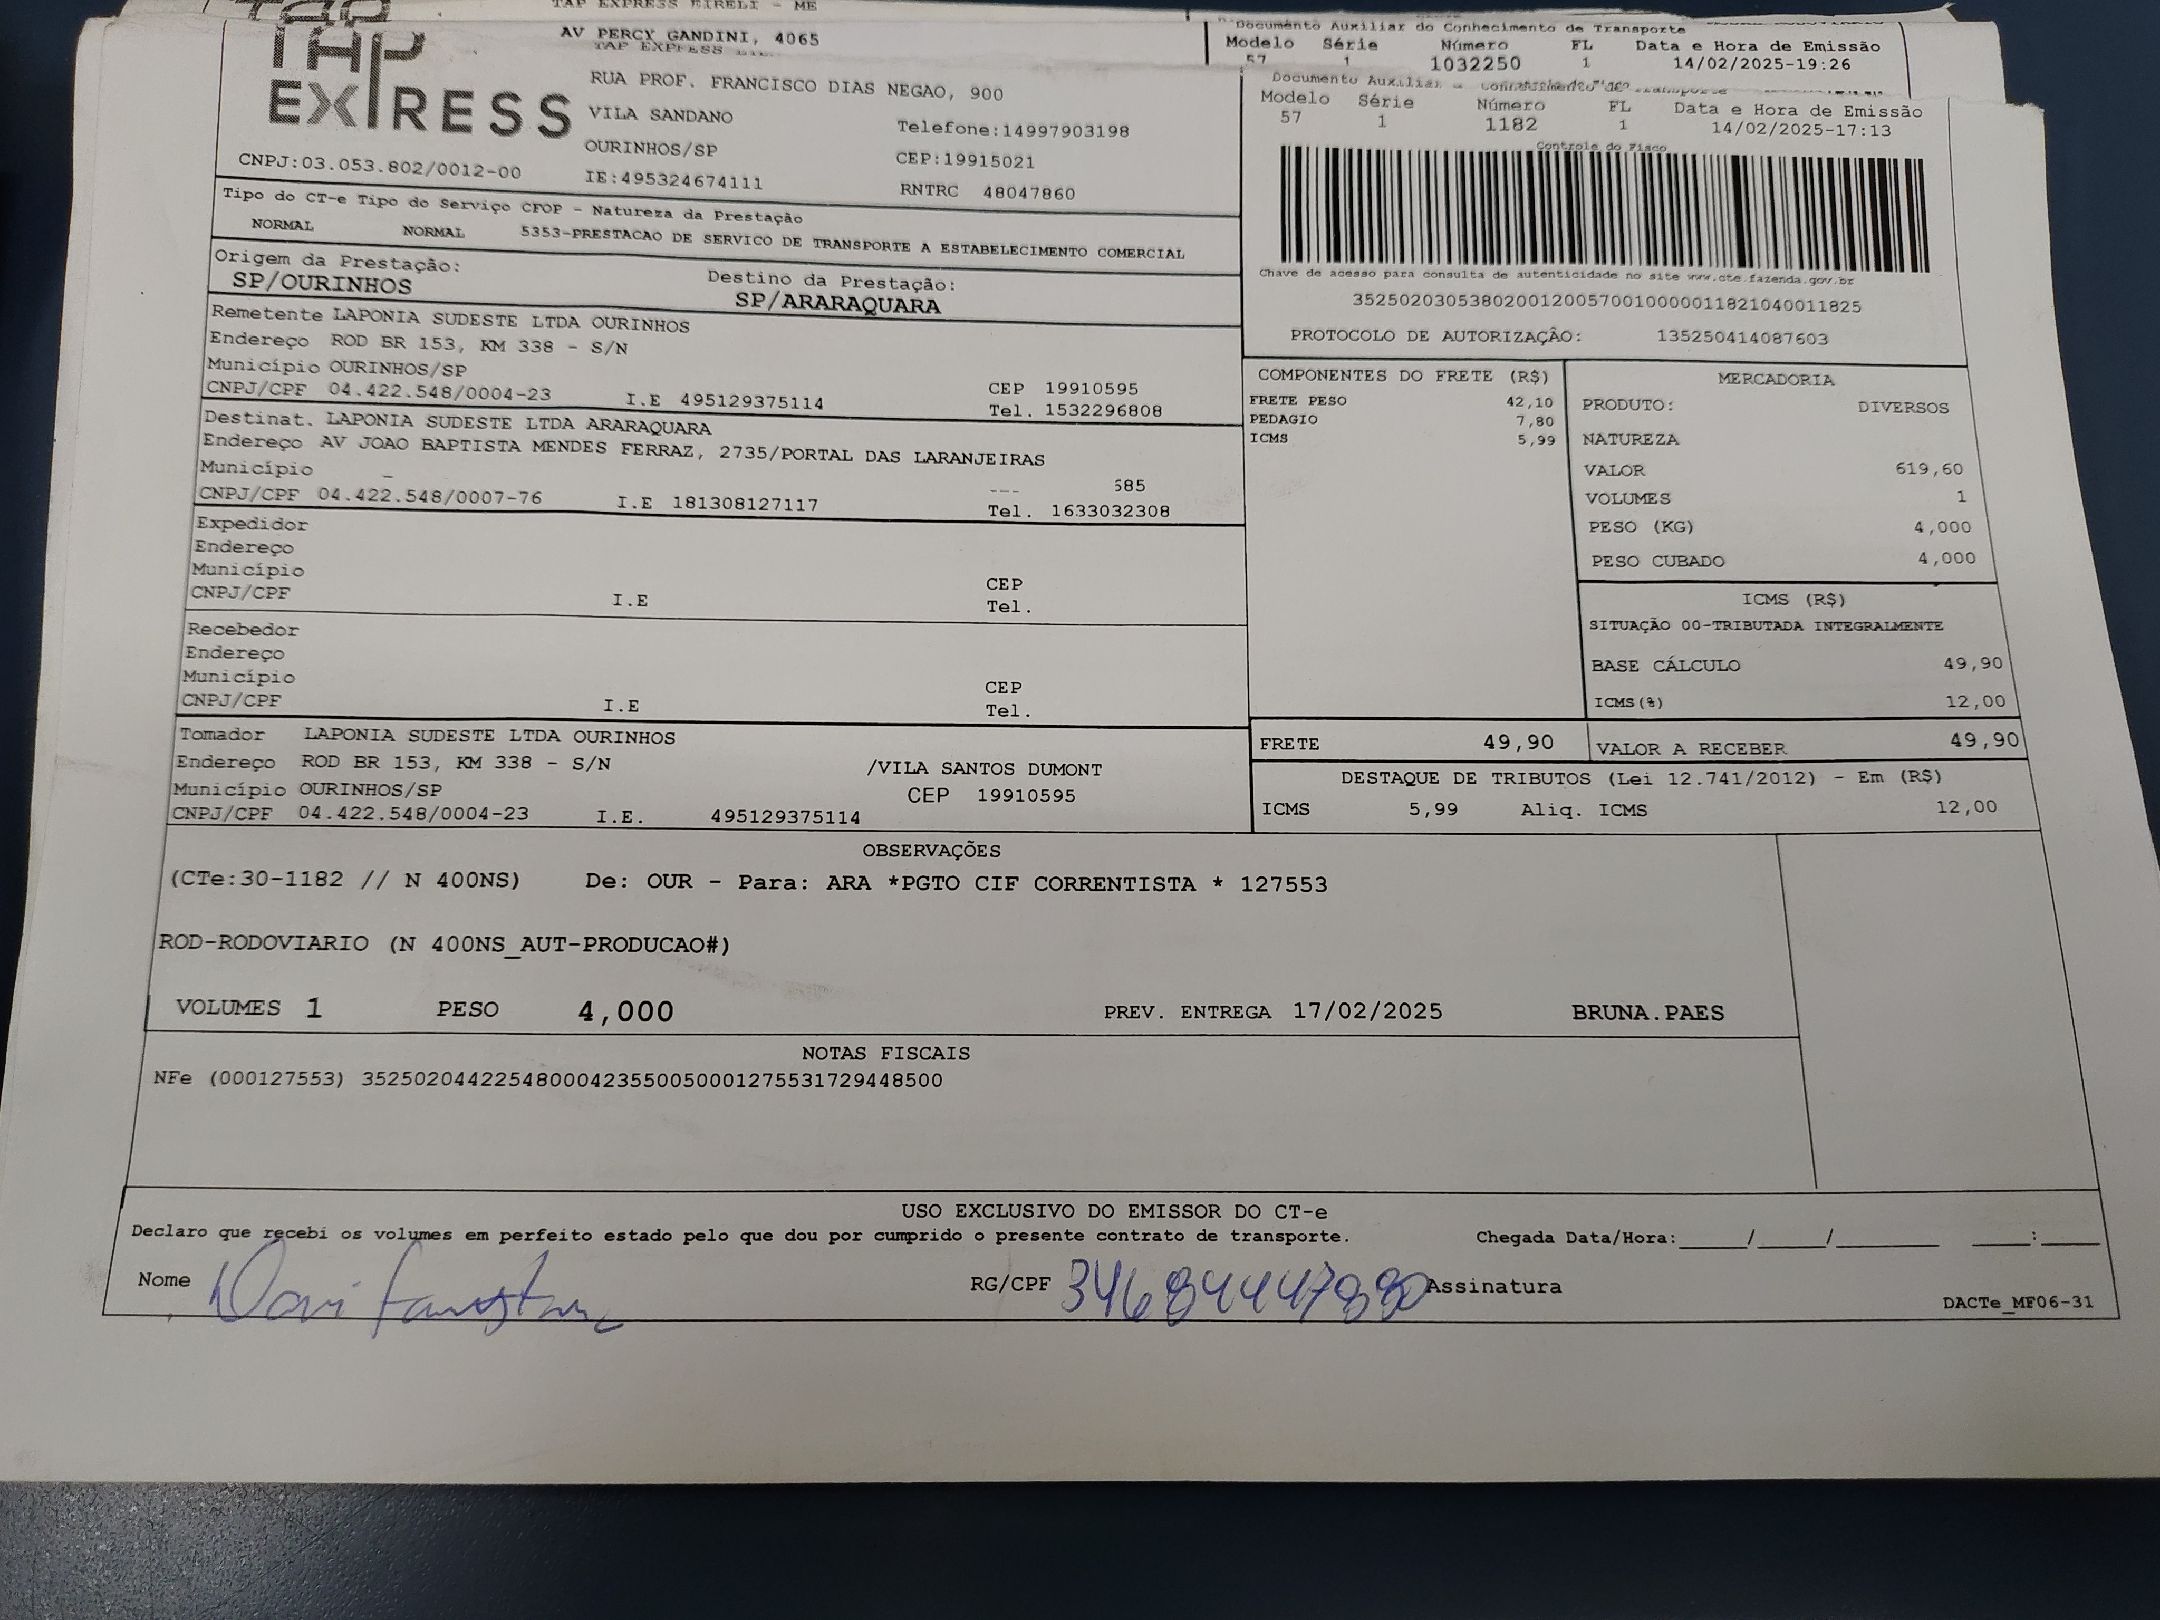 TAP EXPRESS EIRELI - ME
AV PERCY GANDINI, 4065
Documento Auxiliar do Conhecimento de Transporte
Modelo Série Número FL Data e Hora de Emissão
57 1 1032250 1 14/02/2025-19:26
TAP EXPRESS
TAP EXPRESS
RUA PROF. FRANCISCO DIAS NEGAO, 900
VILA SANDANO
Telefone:14997903198
OURINHOS/SP
CEP:19915021
CNPJ:03.053.802/0012-00
IE:495324674111
RNTRC 48047860
Documento Auxiliar
Modelo Série Número FL Data e Hora de Emissão
57 1 1182 1 14/02/2025-17:13
Controle do Fisco
Chave de acesso para consulta de autenticidade no site www.cte.fazenda.gov.br
35250203053802001200570010000011821040011825
PROTOCOLO DE AUTORIZAÇÃO: 135250414087603
Tipo do CT-e Tipo do Serviço CFOP - Natureza da Prestação
NORMAL NORMAL 5353-PRESTACAO DE SERVICO DE TRANSPORTE A ESTABELECIMENTO COMERCIAL
Origem da Prestação: Destino da Prestação:
SP/OURINHOS SP/ARARAQUARA
Remetente LAPONIA SUDESTE LTDA OURINHOS
Endereço ROD BR 153, KM 338 - S/N
Município OURINHOS/SP CEP 19910595
CNPJ/CPF 04.422.548/0004-23 I.E 495129375114 Tel. 1532296808
Destinat. LAPONIA SUDESTE LTDA ARARAQUARA
Endereço AV JOAO BAPTISTA MENDES FERRAZ, 2735/PORTAL DAS LARANJEIRAS
Município 585
CNPJ/CPF 04.422.548/0007-76 I.E 181308127117 Tel. 1633032308
Expedidor
Endereço
Município CEP
CNPJ/CPF I.E Tel.
Recebedor
Endereço
Município CEP
CNPJ/CPF I.E Tel.
Tomador LAPONIA SUDESTE LTDA OURINHOS
Endereço ROD BR 153, KM 338 - S/N /VILA SANTOS DUMONT
Município OURINHOS/SP CEP 19910595
CNPJ/CPF 04.422.548/0004-23 I.E. 495129375114
COMPONENTES DO FRETE (R$)
FRETE PESO 42,10
PEDAGIO 7,80
ICMS 5,99
MERCADORIA
PRODUTO: DIVERSOS
NATUREZA
VALOR 619,60
VOLUMES 1
PESO (KG) 4,000
PESO CUBADO 4,000
ICMS (R$)
SITUAÇÃO 00-TRIBUTADA INTEGRALMENTE
BASE CÁLCULO 49,90
ICMS(%) 12,00
FRETE 49,90 VALOR A RECEBER 49,90
DESTAQUE DE TRIBUTOS (Lei 12.741/2012) - Em (R$)
ICMS 5,99 Aliq. ICMS 12,00
OBSERVAÇÕES
(CTe:30-1182 // N 400NS) De: OUR - Para: ARA *PGTO CIF CORRENTISTA * 127553
ROD-RODOVIARIO (N 400NS_AUT-PRODUCAO#)
VOLUMES 1 PESO 4,000 PREV. ENTREGA 17/02/2025 BRUNA.PAES
NOTAS FISCAIS
NFe (000127553) 35250204422548000423550050001275531729448500
USO EXCLUSIVO DO EMISSOR DO CT-e
Declaro que recebi os volumes em perfeito estado pelo que dou por cumprido o presente contrato de transporte. Chegada Data/Hora:_____/_____/________ ____:____
Nome RG/CPF 34684447880 Assinatura
DACTe_MF06-31